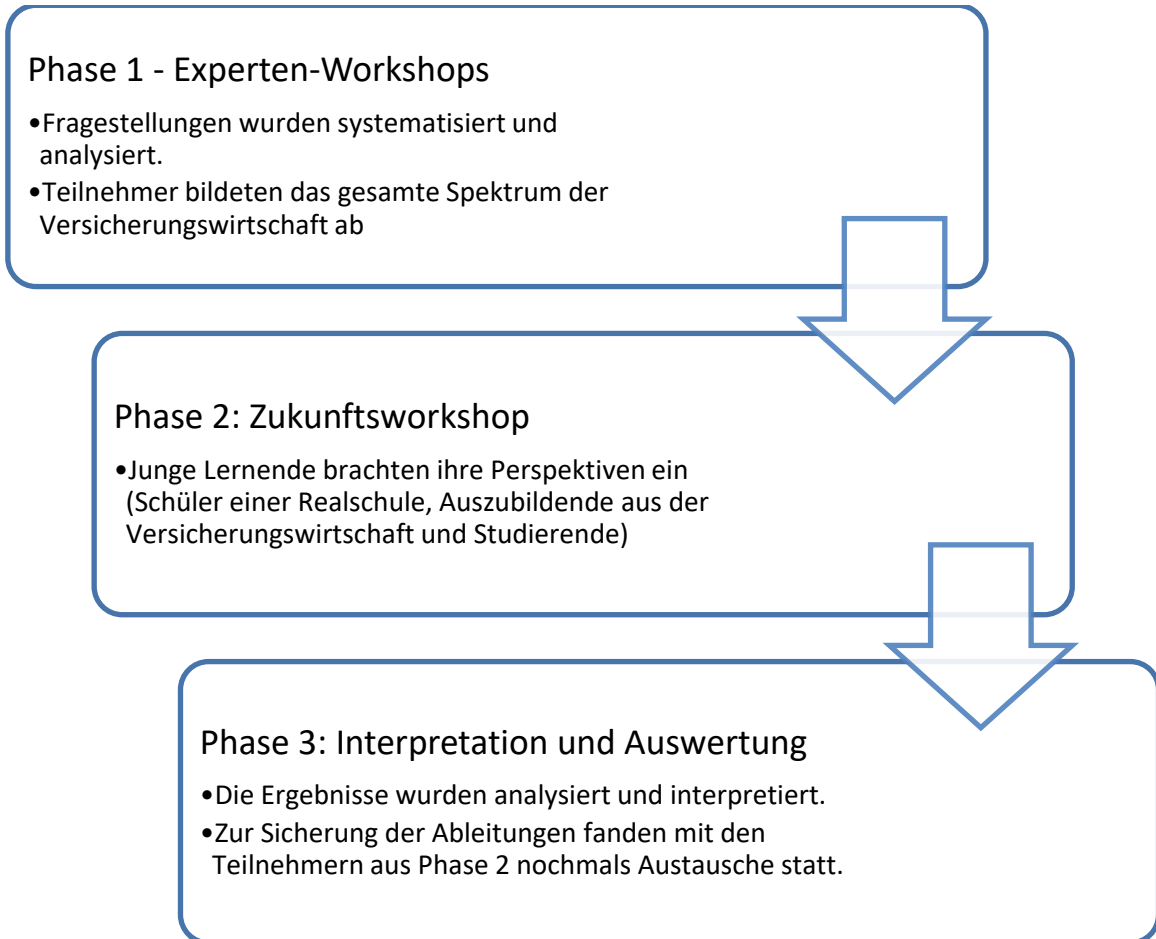 Phase 1 - Experten-Workshops
•Fragestellungen wurden systematisiert und
analysiert.
•Teilnehmer bildeten das gesamte Spektrum der
Versicherungswirtschaft ab
Phase 2: Zukunftsworkshop
•Junge Lernende brachten ihre Perspektiven ein
(Schüler einer Realschule, Auszubildende aus der
Versicherungswirtschaft und Studierende)
Phase 3: Interpretation und Auswertung
•Die Ergebnisse wurden analysiert und interpretiert.
•Zur Sicherung der Ableitungen fanden mit den
Teilnehmern aus Phase 2 nochmals Austausche statt.